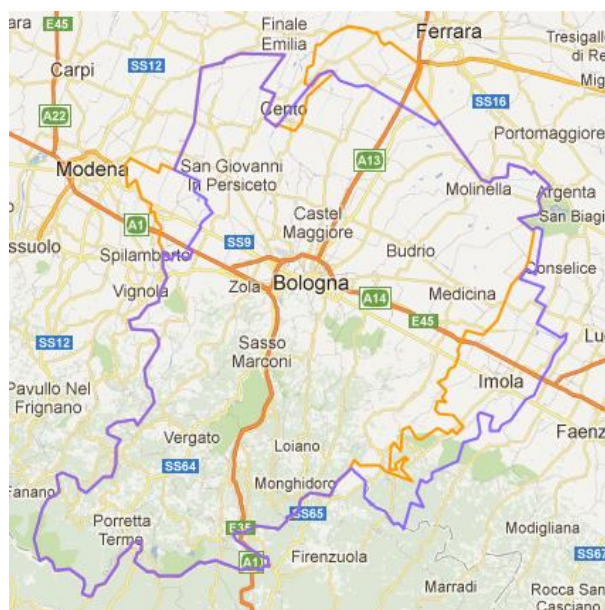 Finale
Emilia
Ferrara
Tresigall
di Re
E45
Carpi
SS12
Mig
SS16
A22
Cento
Portomaggiore
A13
Modena
San Giovanni
In Persiceto
Molinella
Argenta
San Biagi
Castel
Maggiore
A1
SS9
ssuolo
Spilamberto
Budrio
Conselice
Zola
Bologna
Vignola
A14
Medicina
E45
SS12
Lu
Sasso
Marconi
Imola
Pavullo Nel
Frignano
Faenz
Vergato
Loiano
SS64
Monghidoro
Fanano
Porretta
Terme
E35
SS65
Modigliana
A1
Firenzuola
SS67
Marradi
Rocca San
Casciano